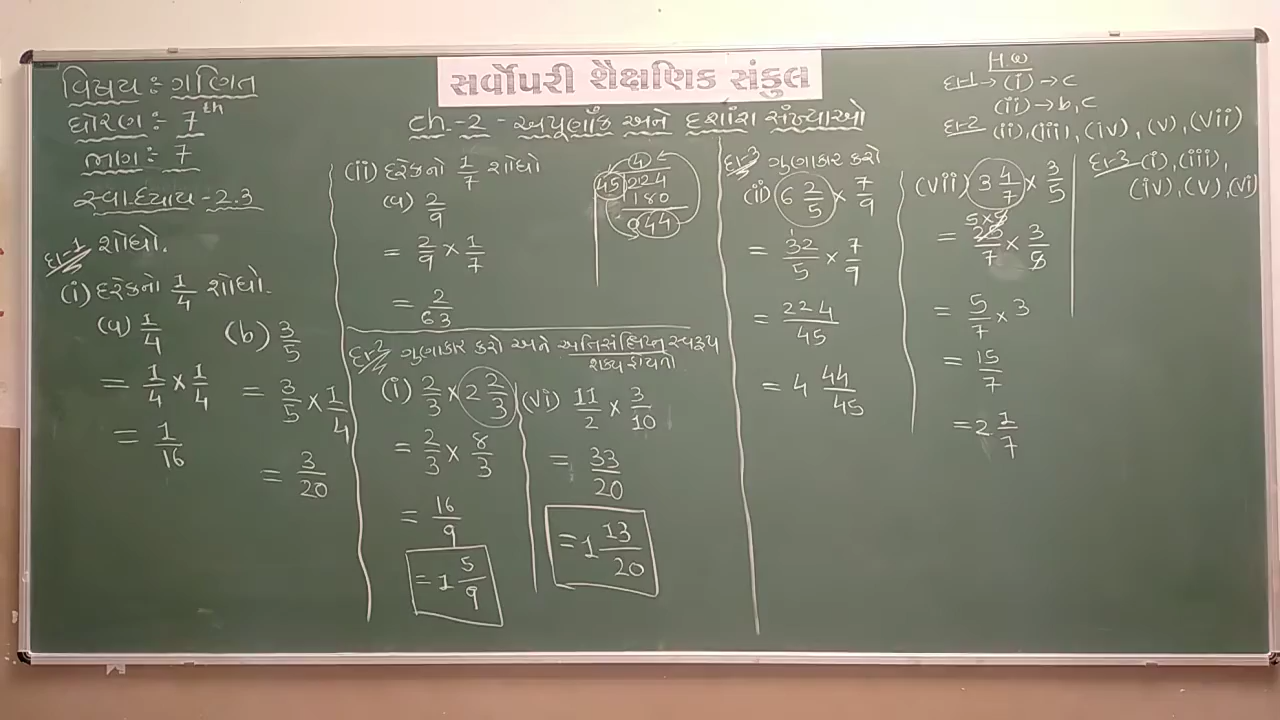 સર્વોપરી શૈક્ષણિક સંકુલ
વિષય : ગણિત
ધોરણ : 7th
ભાગ : 7
સ્વાધ્યાય - 2.3
ch.-2 - અપૂર્ણાંક અને દશાંશ સંખ્યાઓ
દા-1 શોધો.
(i) દરેકનો 1/4 શોધો.
(a) 1/4
= 1/4 × 1/4
= 1/16
(b) 3/5
= 3/5 × 1/4
= 3/20
(ii) દરેકનો 1/7 શોધો
(a) 2/9
= 2/9 × 1/7
= 2/63
4
45 224
180
044
દા-2 ગુણાકાર કરો અને અતિસંક્ષિપ્ત સ્વરૂપ
(i) 2/3 × 2 2/3
= 2/3 × 8/3
= 16/9
= 1 5/9
(vi) 11/2 × 3/10
= 33/20
= 1 13/20
દા-3 ગુણાકાર કરો
(ii) 6 2/5 × 7/9
= 32/5 × 7/9
= 224/45
= 4 44/45
(vii) 3 4/7 × 3/5
5×5
= 25/7 × 3/5
= 5/7 × 3
= 15/7
= 2 1/7
HW
દા-1 → (i) → c
(ii) → b, c
દા-2 (ii), (iii), (iv), (v), (vii)
દા-3 (i), (iii),
(iv), (v), (vi)